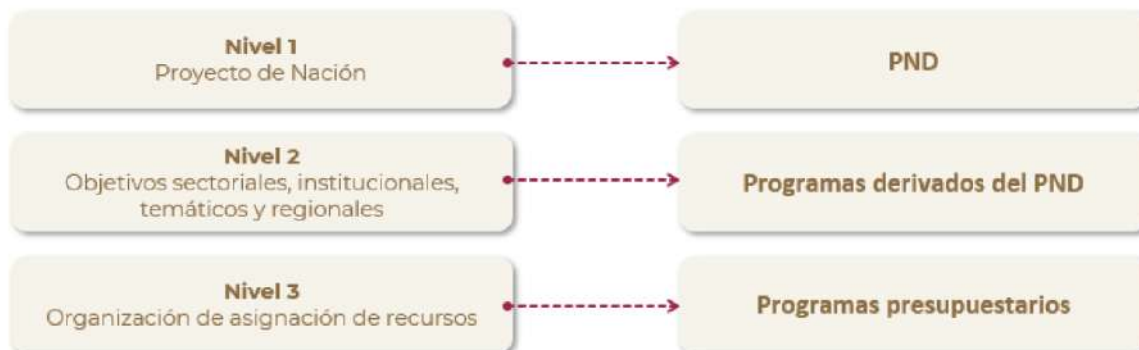 Nivel 1
Proyecto de Nación
PND
Nivel 2
Objetivos sectoriales, institucionales,
temáticos y regionales
Programas derivados del PND
Nivel 3
Organización de asignación de recursos
Programas presupuestarios